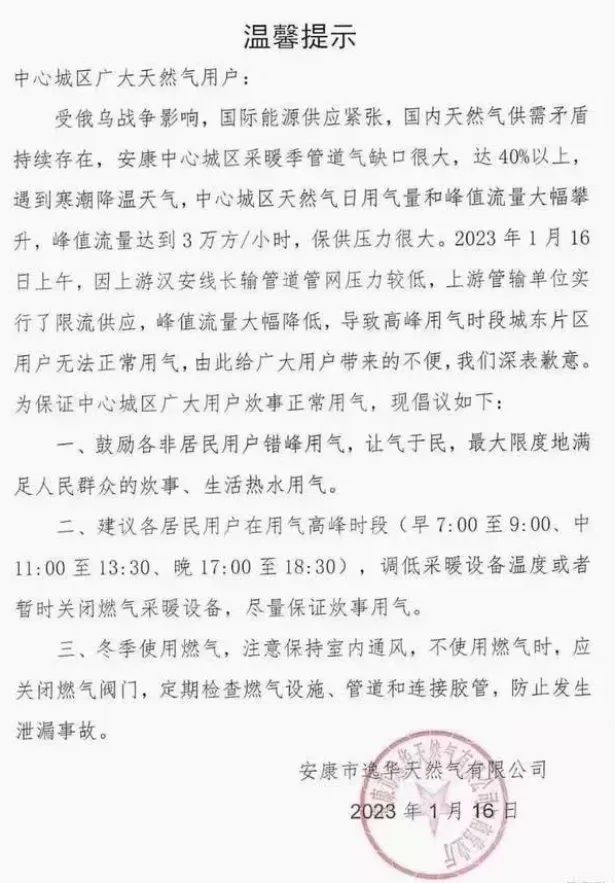 温馨提示
中心城区广大天然气用户：
受俄乌战争影响，国际能源供应紧张，国内天然气供需矛盾
持续存在，安康中心城区采暖季管道气缺口很大，达 40%以上，
遇到寒潮降温天气，中心城区天然气日用气量和峰值流量大幅攀
升，峰值流量达到 3 万方/小时，保供压力很大。2023 年 1 月 16
日上午，因上游汉安线长输管道管网压力较低，上游管输单位实
行了限流供应，峰值流量大幅降低，导致高峰用气时段城东片区
用户无法正常用气，由此给广大用户带来的不便，我们深表歉意。
为保证中心城区广大用户炊事正常用气，现倡议如下：
一、鼓励各非居民用户错峰用气，让气于民，最大限度地满
足人民群众的炊事、生活热水用气。
二、建议各居民用户在用气高峰时段（早 7:00 至 9:00、中
11:00 至 13:30、晚 17:00 至 18:30），调低采暖设备温度或者
暂时关闭燃气采暖设备，尽量保证炊事用气。
三、冬季使用燃气，注意保持室内通风，不使用燃气时，应
关闭燃气阀门，定期检查燃气设施、管道和连接胶管，防止发生
泄漏事故。
安康市逸华天然气有限公司
2023 年 1 月 16 日